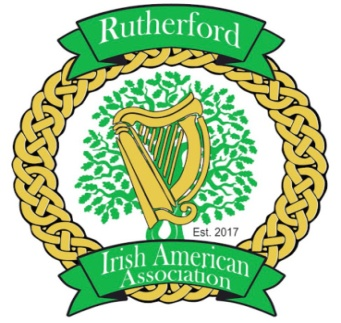 Rutherford
Est. 2017
Irish American
Association